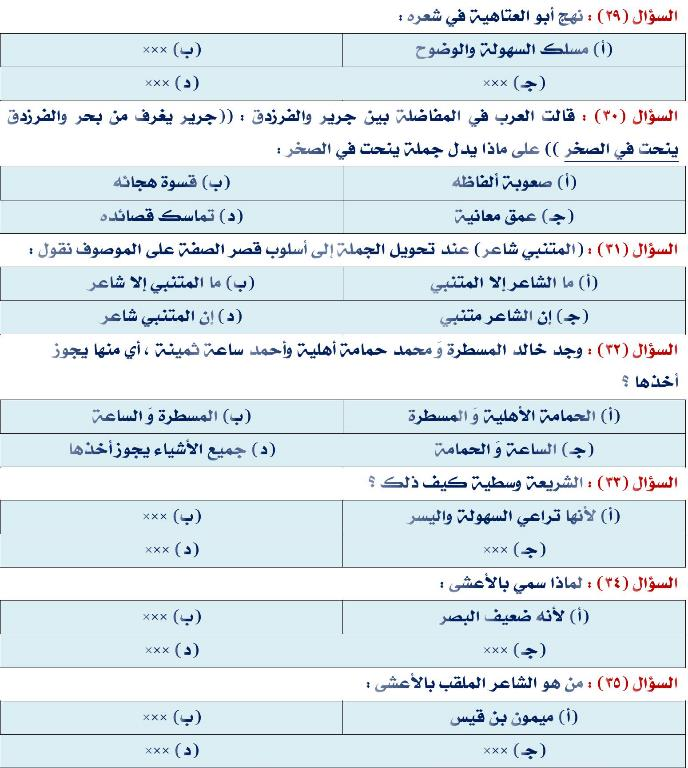 السؤال (٢٩) : نهج أبو العتاهية في شعره :
(أ) مسلك السهولة والوضوح (ب) ×××
(جـ) ××× (د) ×××
السؤال (٣٠) : قالت العرب في المفاضلة بين جرير والفرزدق : ((جرير يغرف من بحر والفرزدق
ينحت في الصخر )) على ماذا يدل جملة ينحت في الصخر :
(أ) صعوبة ألفاظه (ب) قسوة هجائه
(جـ) عمق معانية (د) تماسك قصائده
السؤال (٣١) : (المتنبي شاعر) عند تحويل الجملة إلى أسلوب قصر الصفة على الموصوف نقول :
(أ) ما الشاعر إلا المتنبي (ب) ما المتنبي إلا شاعر
(جـ) إن الشاعر متنبي (د) إن المتنبي شاعر
السؤال (٣٢) : وجد خالد المسطرة وَ محمد حمامة أهلية وأحمد ساعة ثمينة ، أي منها يجوز
أخذها ؟
(أ) الحمامة الأهلية وَ المسطرة (ب) المسطرة وَ الساعة
(جـ) الساعة وَ الحمامة (د) جميع الأشياء يجوز أخذها
السؤال (٣٣) : الشريعة وسطية كيف ذلك ؟
(أ) لأنها تراعي السهولة واليسر (ب) ×××
(جـ) ××× (د) ×××
السؤال (٣٤) : لماذا سمي بالأعشى :
(أ) لأنه ضعيف البصر (ب) ×××
(جـ) ××× (د) ×××
السؤال (٣٥) : من هو الشاعر الملقب بالأعشى :
(أ) ميمون بن قيس (ب) ×××
(جـ) ××× (د) ×××